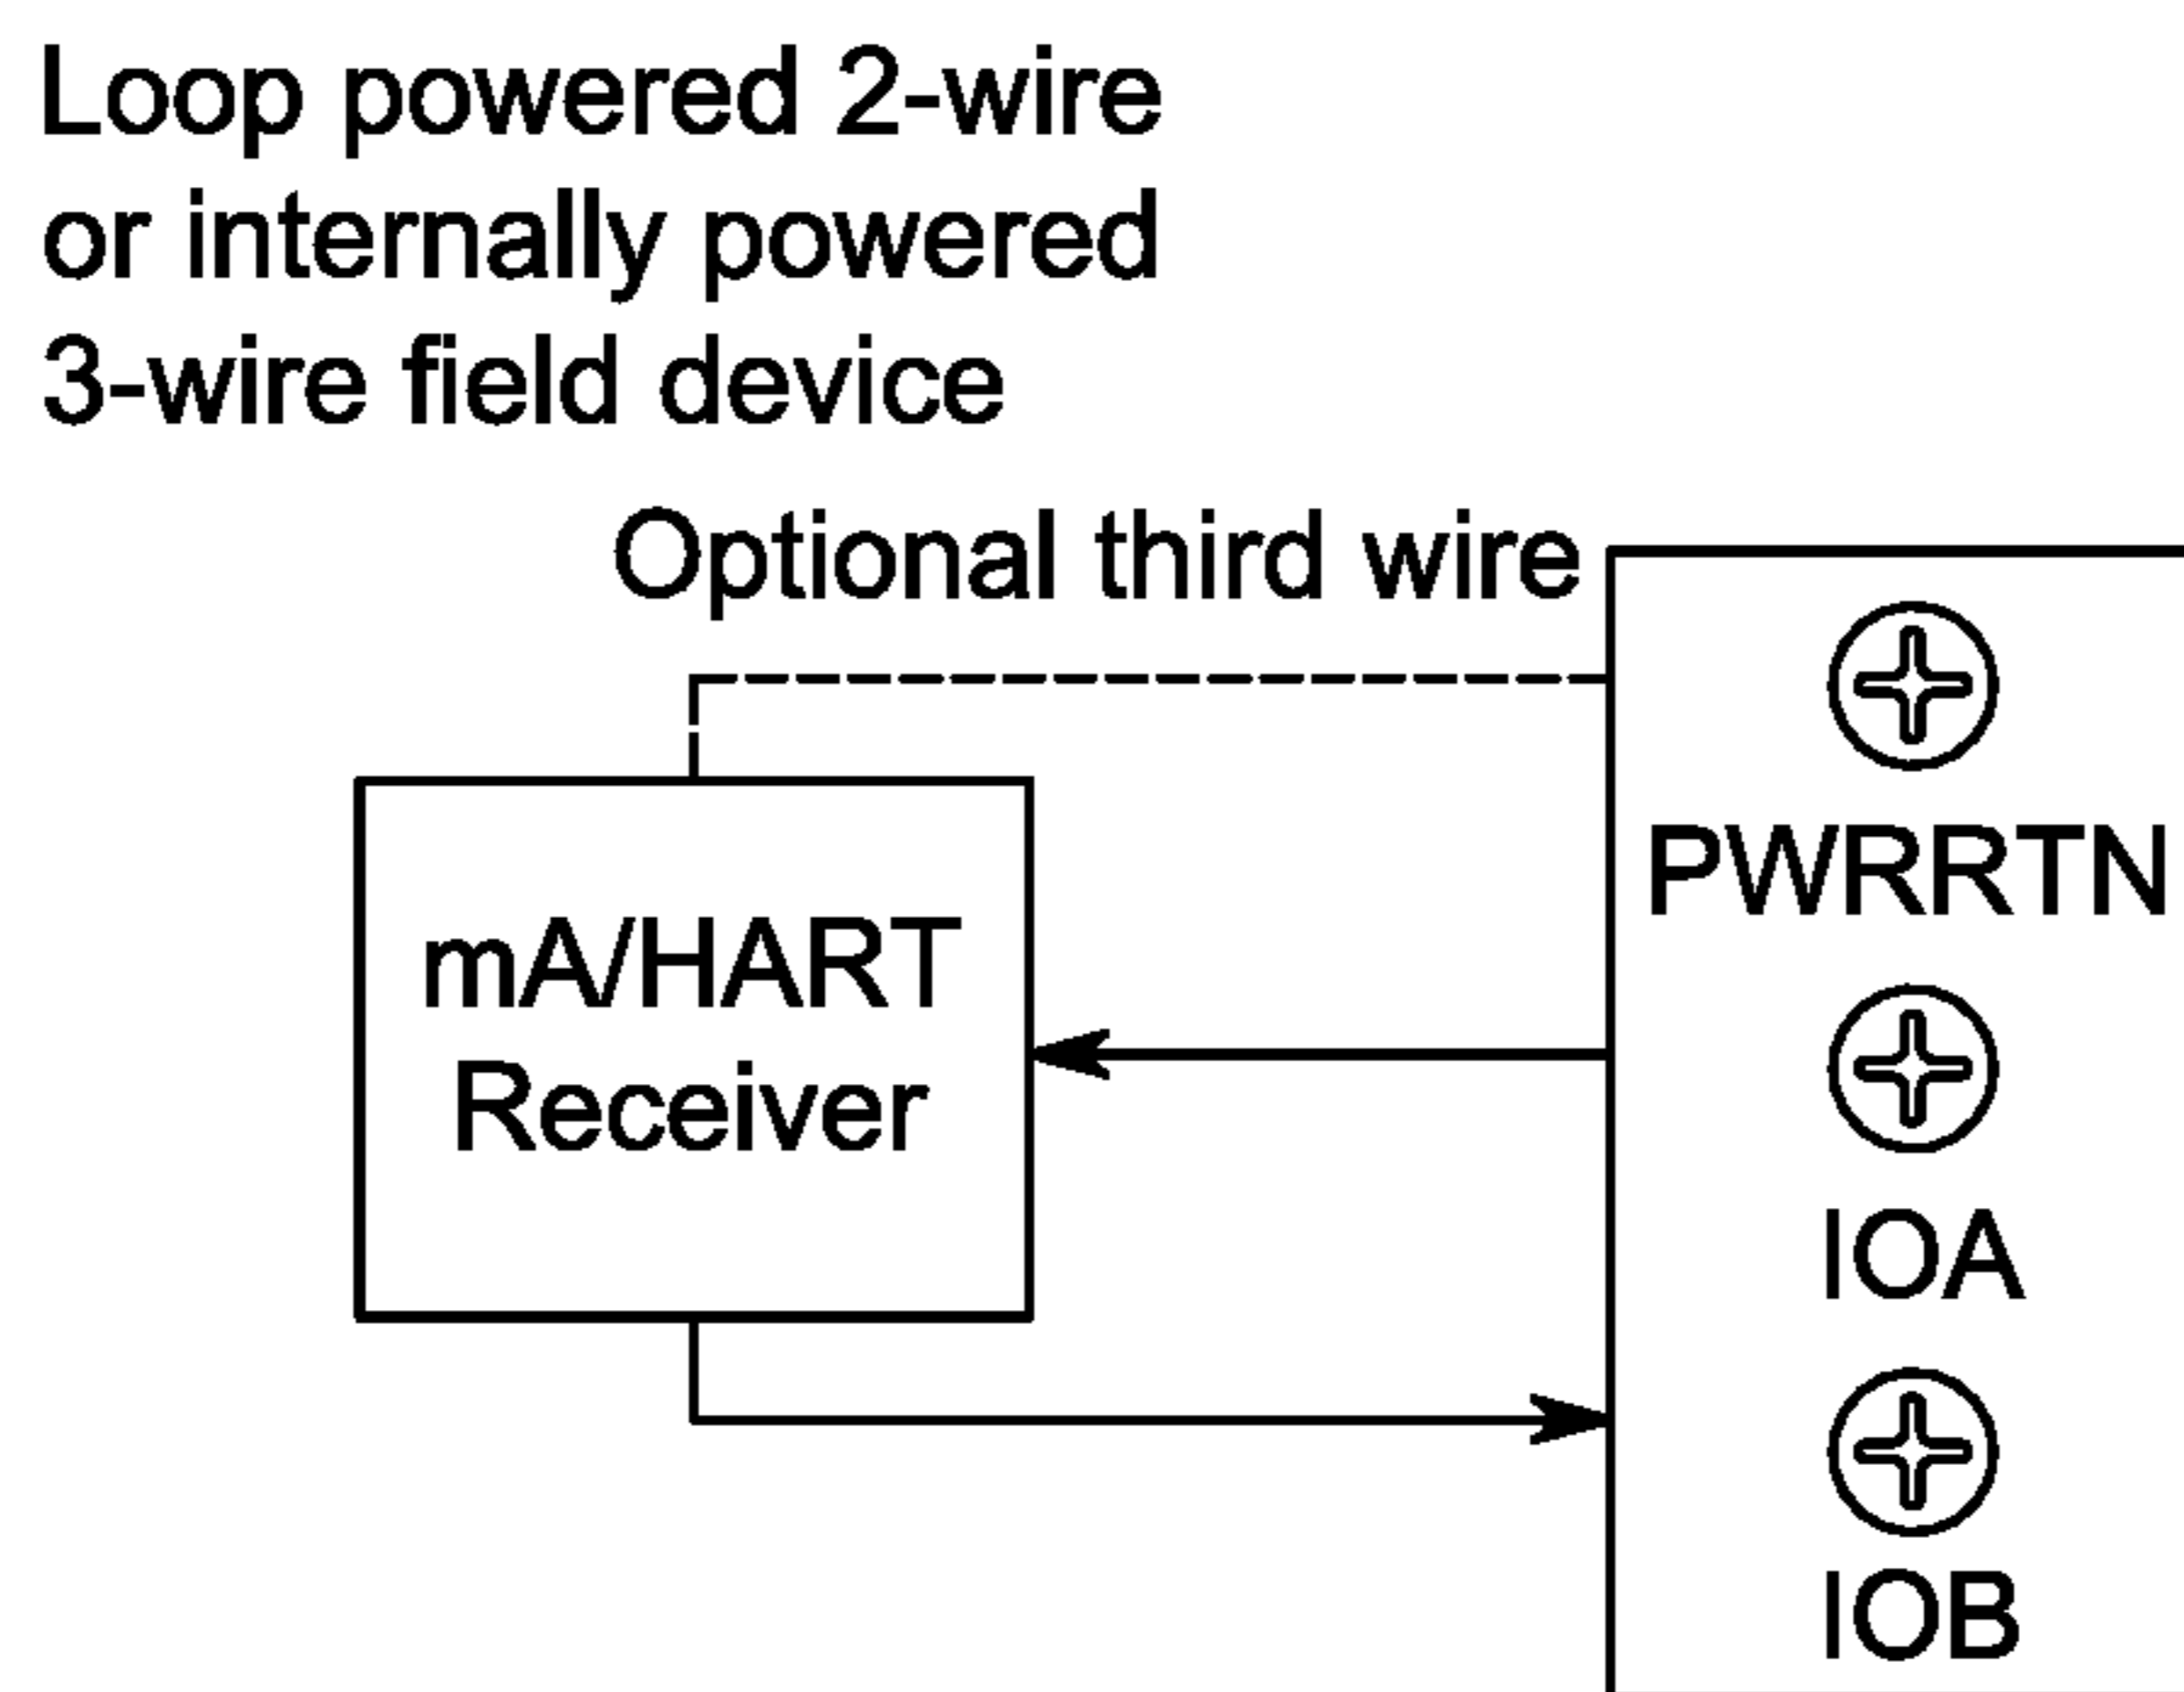 Loop powered 2-wire
or internally powered
3-wire field device
Optional third wire
PWRRTN
mA/HART
Receiver
IOA
IOB